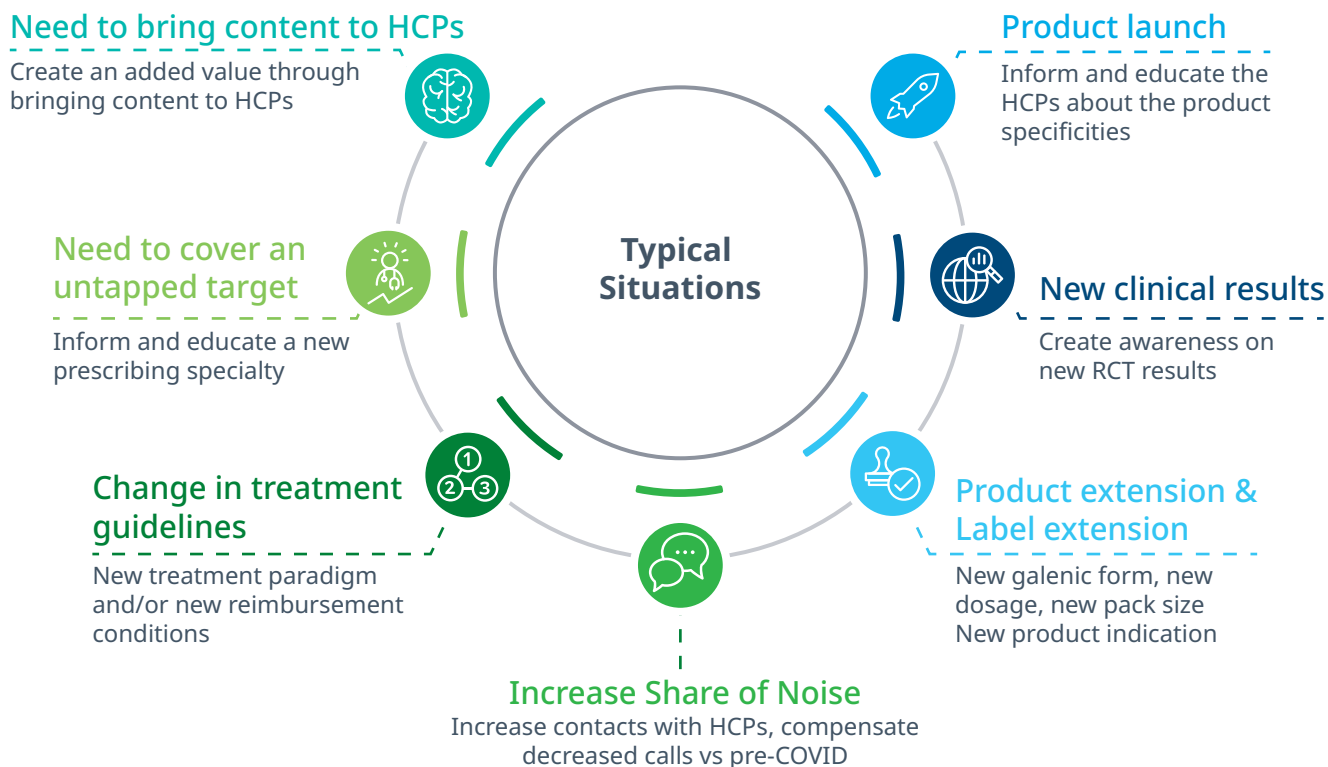 Need to bring content to HCPs
Create an added value through
bringing content to HCPs
Product launch
Inform and educate the
HCPs about the product
specificities
Typical
Situations
Need to cover an
untapped target
Inform and educate a new
prescribing specialty
New clinical results
Create awareness on
new RCT results
Change in treatment
guidelines
New treatment paradigm
and/or new reimbursement
conditions
1
2 3
Product extension &
Label extension
New galenic form, new
dosage, new pack size
New product indication
Increase Share of Noise
Increase contacts with HCPs, compensate
decreased calls vs pre-COVID